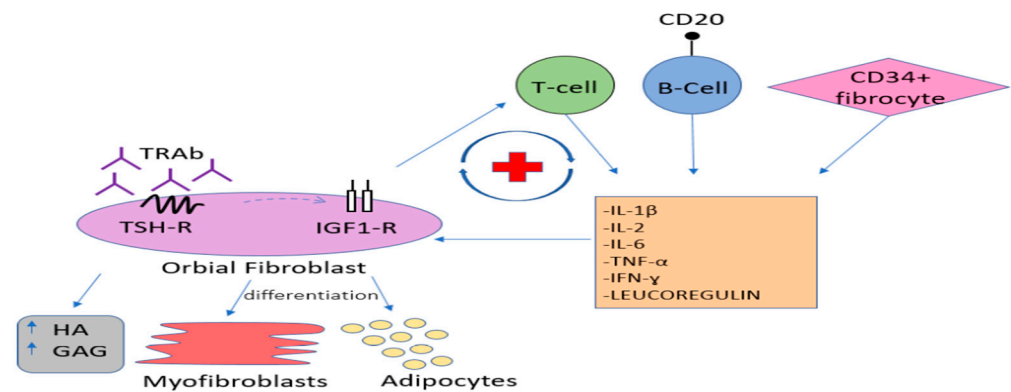 CD20
T-cell
B-Cell
CD34+
fibrocyte
TRAb
TSH-R
IGF1-R
Orbial Fibroblast
-IL-1β
-IL-2
-IL-6
-TNF-α
-IFN-ɣ
-LEUCOREGULIN
differentiation
HA
GAG
Myofibroblasts
Adipocytes